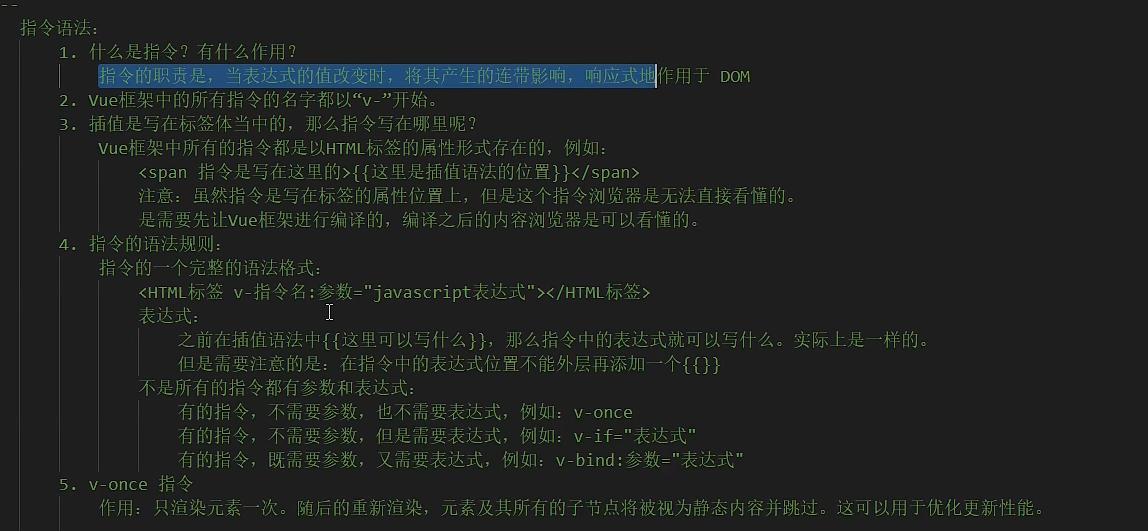 --
指令语法：
1. 什么是指令？有什么作用？
指令的职责是，当表达式的值改变时，将其产生的连带影响，响应式地作用于 DOM
2. Vue框架中的所有指令的名字都以“v-”开始。
3. 插值是写在标签体当中的，那么指令写在哪里呢？
Vue框架中所有的指令都是以HTML标签的属性形式存在的，例如：
<span 指令是写在这里的>{{这里是插值语法的位置}}</span>
注意：虽然指令是写在标签的属性位置上，但是这个指令浏览器是无法直接看懂的。
是需要先让Vue框架进行编译的，编译之后的内容浏览器是可以看懂的。
4. 指令的语法规则：
指令的一个完整的语法格式：
<HTML标签 v-指令名:参数="javascript表达式"></HTML标签>
表达式：
之前在插值语法中{{这里可以写什么}}，那么指令中的表达式就可以写什么。实际上是一样的。
但是需要注意的是：在指令中的表达式位置不能外层再添加一个{{}}
不是所有的指令都有参数和表达式：
有的指令，不需要参数，也不需要表达式，例如：v-once
有的指令，不需要参数，但是需要表达式，例如：v-if="表达式"
有的指令，既需要参数，又需要表达式，例如：v-bind:参数="表达式"
5. v-once 指令
作用：只渲染元素一次。随后的重新渲染，元素及其所有的子节点将被视为静态内容并跳过。这可以用于优化更新性能。